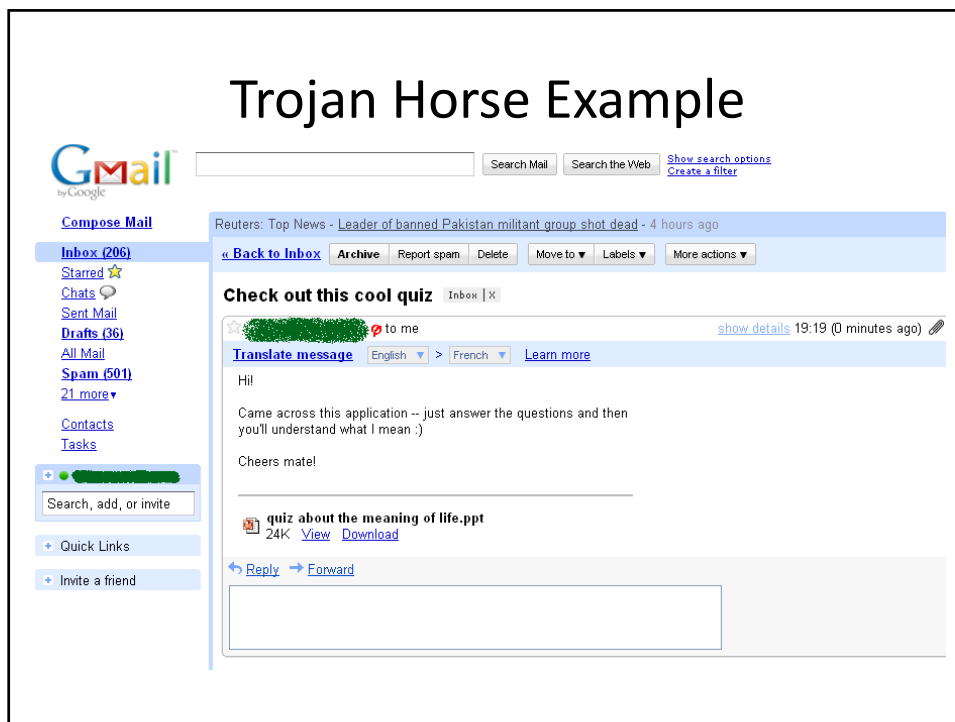 Trojan Horse Example
Gmail
by Google
Search Mail Search the Web Show search options
Create a filter
Compose Mail
Inbox (206)
Starred
Chats
Sent Mail
Drafts (36)
All Mail
Spam (501)
21 more▼
Contacts
Tasks
Search, add, or invite
+ Quick Links
+ Invite a friend
Reuters: Top News - Leader of banned Pakistan militant group shot dead - 4 hours ago
« Back to Inbox Archive Report spam Delete Move to ▼ Labels ▼ More actions ▼
Check out this cool quiz Inbox | X
to me show details 19:19 (0 minutes ago)
Translate message English ▼ > French ▼ Learn more
Hi!
Came across this application -- just answer the questions and then
you'll understand what I mean :)
Cheers mate!
quiz about the meaning of life.ppt
24K View Download
Reply Forward